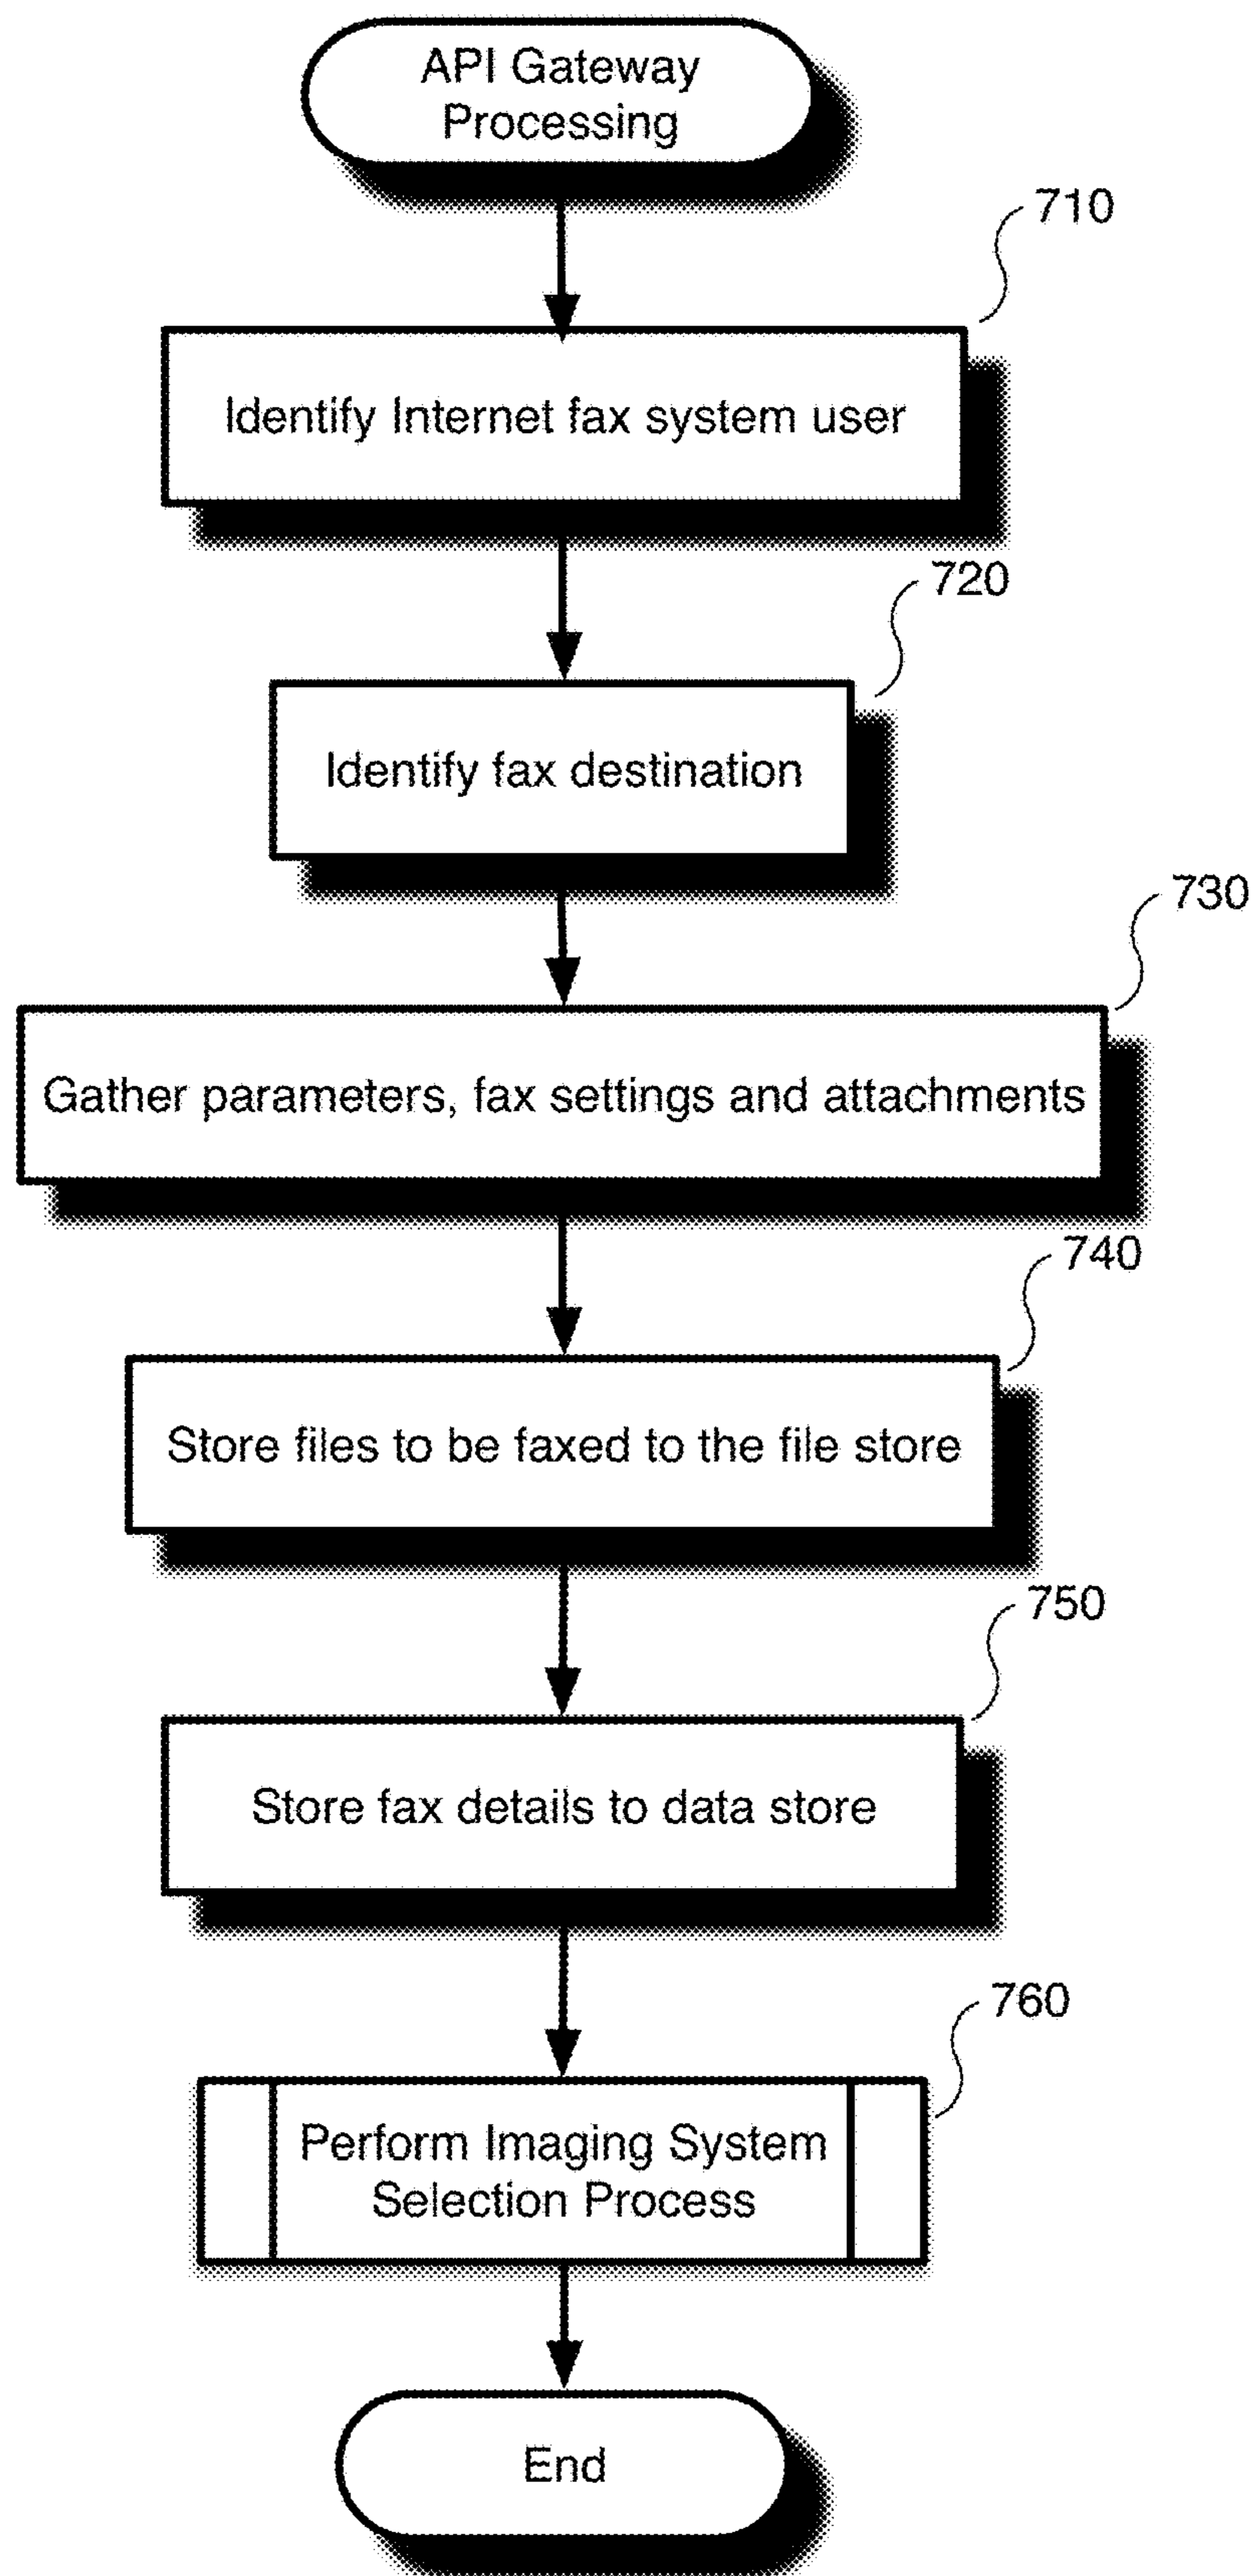 API Gateway
Processing
710
Identify Internet fax system user
720
Identify fax destination
730
Gather parameters, fax settings and attachments
740
Store files to be faxed to the file store
750
Store fax details to data store
760
Perform Imaging System
Selection Process
End